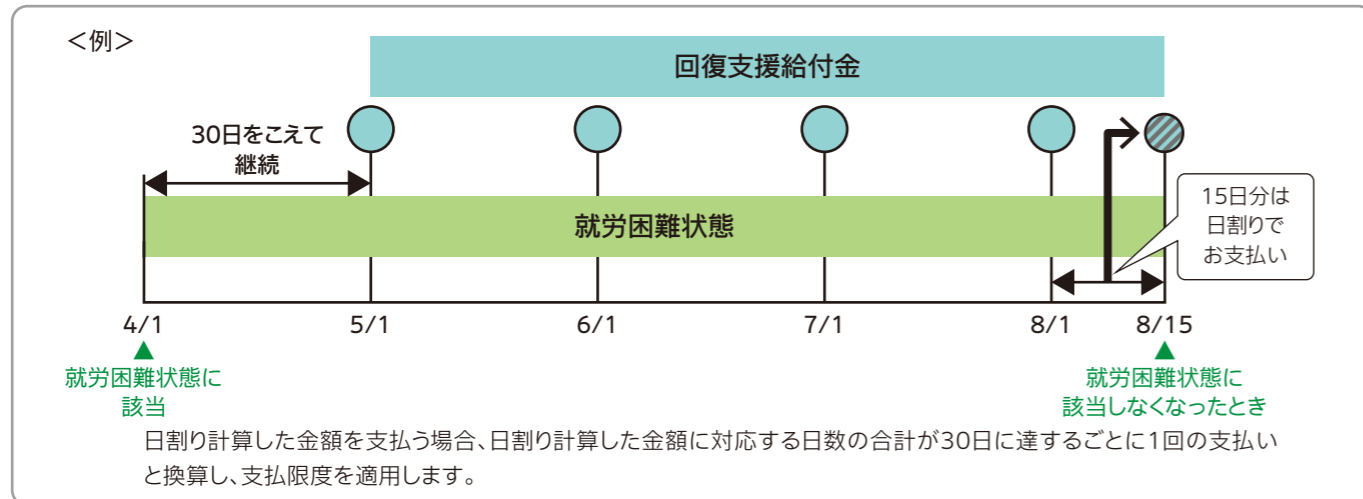 ＜例＞
回復支援給付金
30日をこえて
継続
就労困難状態
15日分は
日割りで
お支払い
4/1
5/1
6/1
7/1
8/1
8/15
就労困難状態に
該当
就労困難状態に
該当しなくなったとき
日割り計算した金額を支払う場合、日割り計算した金額に対応する日数の合計が30日に達するごとに1回の支払い
と換算し、支払限度を適用します。